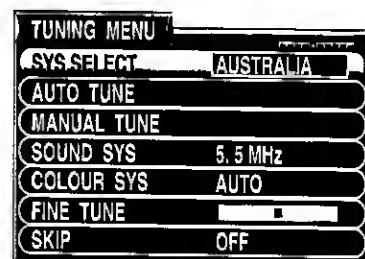 TUNING MENU
SYS.SELECT AUSTRALIA
AUTO TUNE
MANUAL TUNE
SOUND SYS 5.5 MHz
COLOUR SYS AUTO
FINE TUNE
SKIP OFF